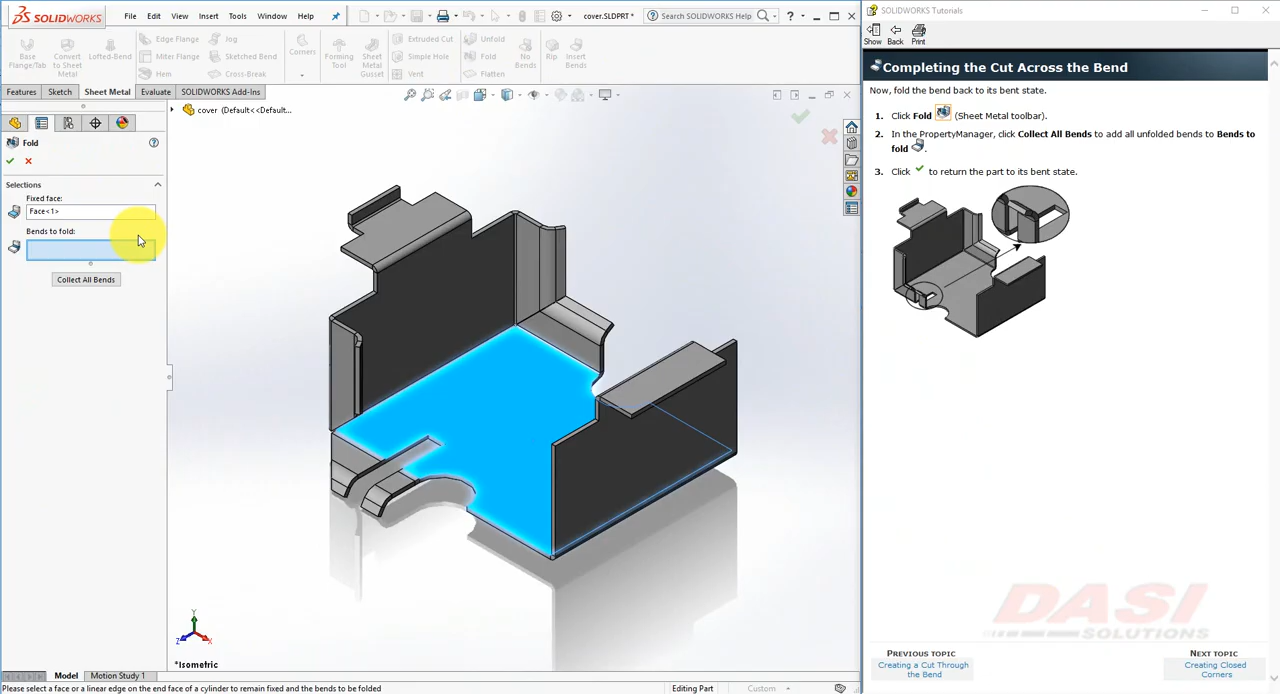 SOLIDWORKS File Edit View Insert Tools Window Help cover.SLDPRT * Search SOLIDWORKS Help ?
Base Flange/Tab
Convert to Sheet Metal
Lofted-Bend
Edge Flange
Miter Flange
Hem
Jog
Sketched Bend
Cross-Break
Corners
Forming Tool
Sheet Metal Gusset
Extruded Cut
Simple Hole
Vent
Unfold
Fold
Flatten
No Bends
Rip
Insert Bends
Features Sketch Sheet Metal Evaluate SOLIDWORKS Add-Ins
cover (Default<<Default...
Fold
Selections
Fixed face:
Face<1>
Bends to fold:
Collect All Bends
Y
Z X
*Isometric
Model Motion Study 1
Please select a face or a linear edge on the end face of a cylinder to remain fixed and the bends to be folded
Editing Part Custom
SOLIDWORKS Tutorials
Show Back Print
Completing the Cut Across the Bend
Now, fold the bend back to its bent state.
1. Click Fold (Sheet Metal toolbar).
2. In the PropertyManager, click Collect All Bends to add all unfolded bends to Bends to
fold .
3. Click to return the part to its bent state.
DASI
SOLUTIONS
PREVIOUS TOPIC
Creating a Cut Through
the Bend
NEXT TOPIC
Creating Closed
Corners